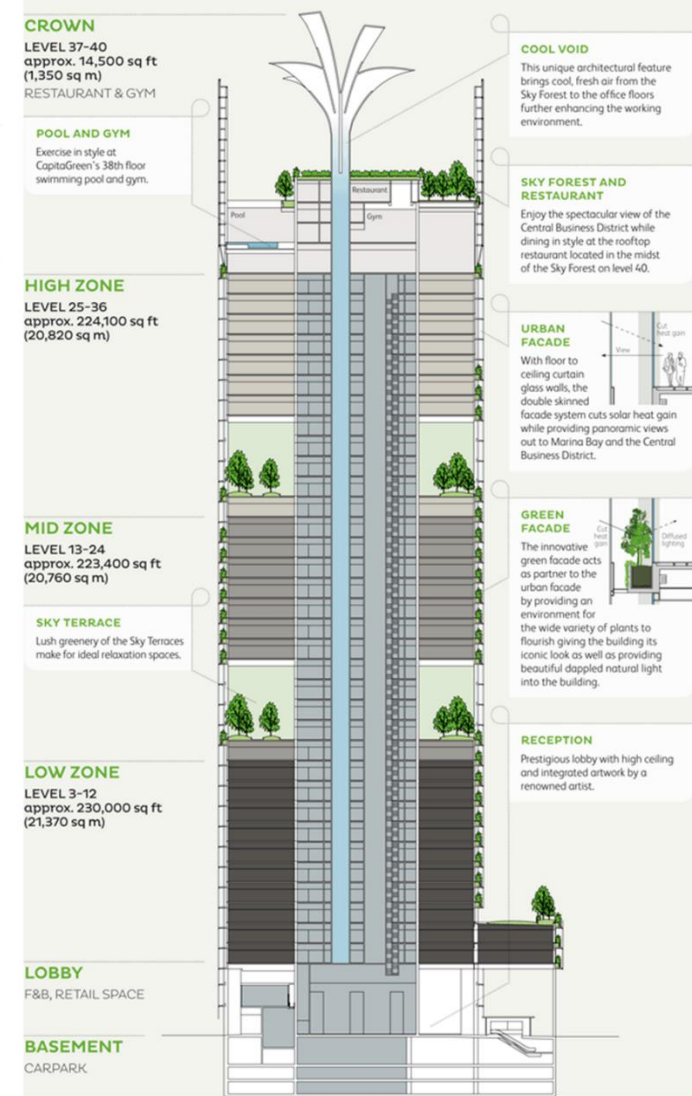 CROWN
LEVEL 37-40
approx. 14,500 sq ft
(1,350 sq m)
RESTAURANT & GYM
POOL AND GYM
Exercise in style at
CapitaGreen's 38th floor
swimming pool and gym.
HIGH ZONE
LEVEL 25-36
approx. 224,100 sq ft
(20,820 sq m)
MID ZONE
LEVEL 13-24
approx. 223,400 sq ft
(20,760 sq m)
SKY TERRACE
Lush greenery of the Sky Terraces
make for ideal relaxation spaces.
LOW ZONE
LEVEL 3-12
approx. 230,000 sq ft
(21,370 sq m)
LOBBY
F&B, RETAIL SPACE
BASEMENT
CARPARK
Restaurant
Pool
Gym
COOL VOID
This unique architectural feature
brings cool, fresh air from the
Sky Forest to the office floors
further enhancing the working
environment.
SKY FOREST AND
RESTAURANT
Enjoy the spectacular view of the
Central Business District while
dining in style at the rooftop
restaurant located in the midst
of the Sky Forest on level 40.
URBAN
FACADE
With floor to
ceiling curtain
glass walls, the
double skinned
facade system cuts solar heat gain
while providing panoramic views
out to Marina Bay and the Central
Business District.
Cut
heat gain
View
GREEN
FACADE
The innovative
green facade acts
as partner to the
urban facade
by providing an
environment for
the wide variety of plants to
flourish giving the building its
iconic look as well as providing
beautiful dappled natural light
into the building.
Cut
heat
gain
Diffused
lighting
RECEPTION
Prestigious lobby with high ceiling
and integrated artwork by a
renowned artist.